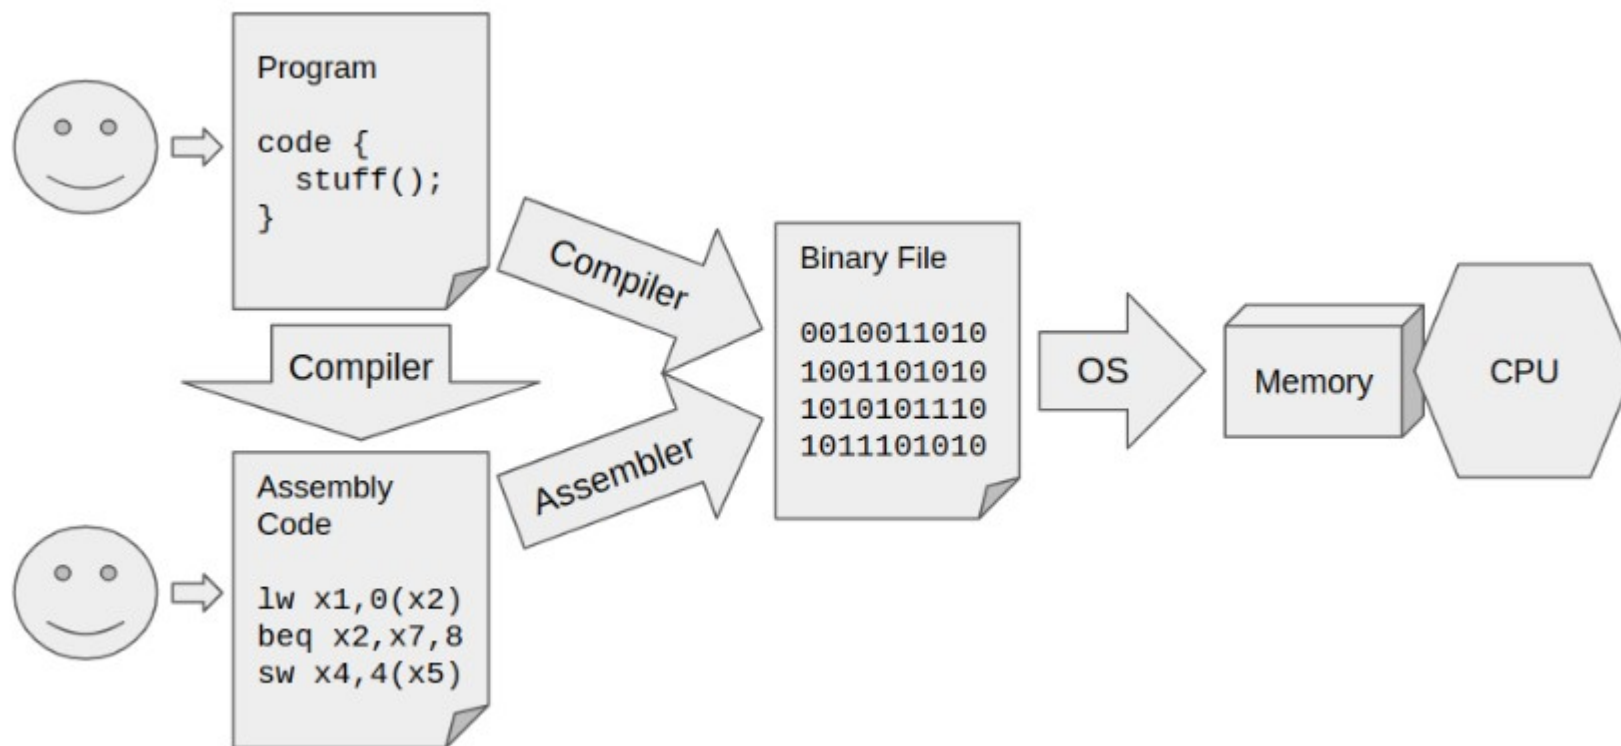 Program
code {
  stuff();
}
Compiler
Compiler
Assembly
Code
lw x1,0(x2)
beq x2,x7,8
sw x4,4(x5)
Assembler
Binary File
0010011010
1001101010
1010101110
1011101010
OS
Memory
CPU